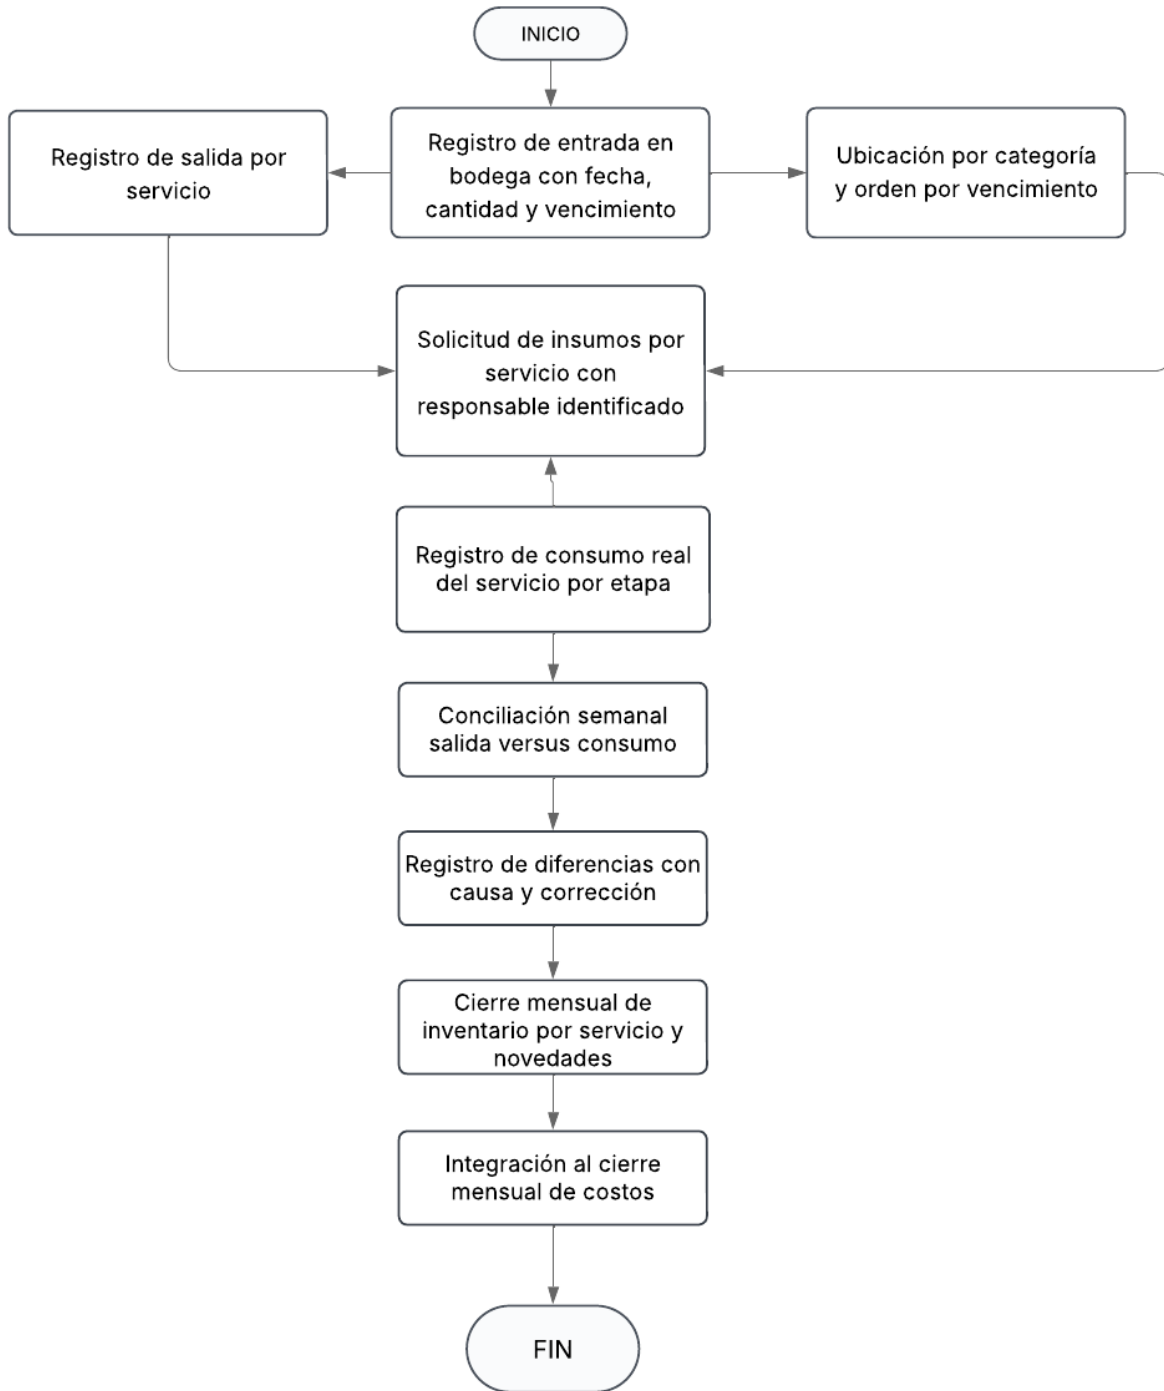 INICIO
Registro de salida por
servicio
Registro de entrada en
bodega con fecha,
cantidad y vencimiento
Ubicación por categoría
y orden por vencimiento
Solicitud de insumos por
servicio con
responsable identificado
Registro de consumo real
del servicio por etapa
Conciliación semanal
salida versus consumo
Registro de diferencias con
causa y corrección
Cierre mensual de
inventario por servicio y
novedades
Integración al cierre
mensual de costos
FIN